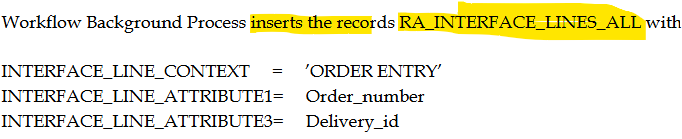 Workflow Background Process inserts the records RA_INTERFACE_LINES_ALL with
INTERFACE_LINE_CONTEXT = ’ORDER ENTRY’
INTERFACE_LINE_ATTRIBUTE1= Order_number
INTERFACE_LINE_ATTRIBUTE3= Delivery_id